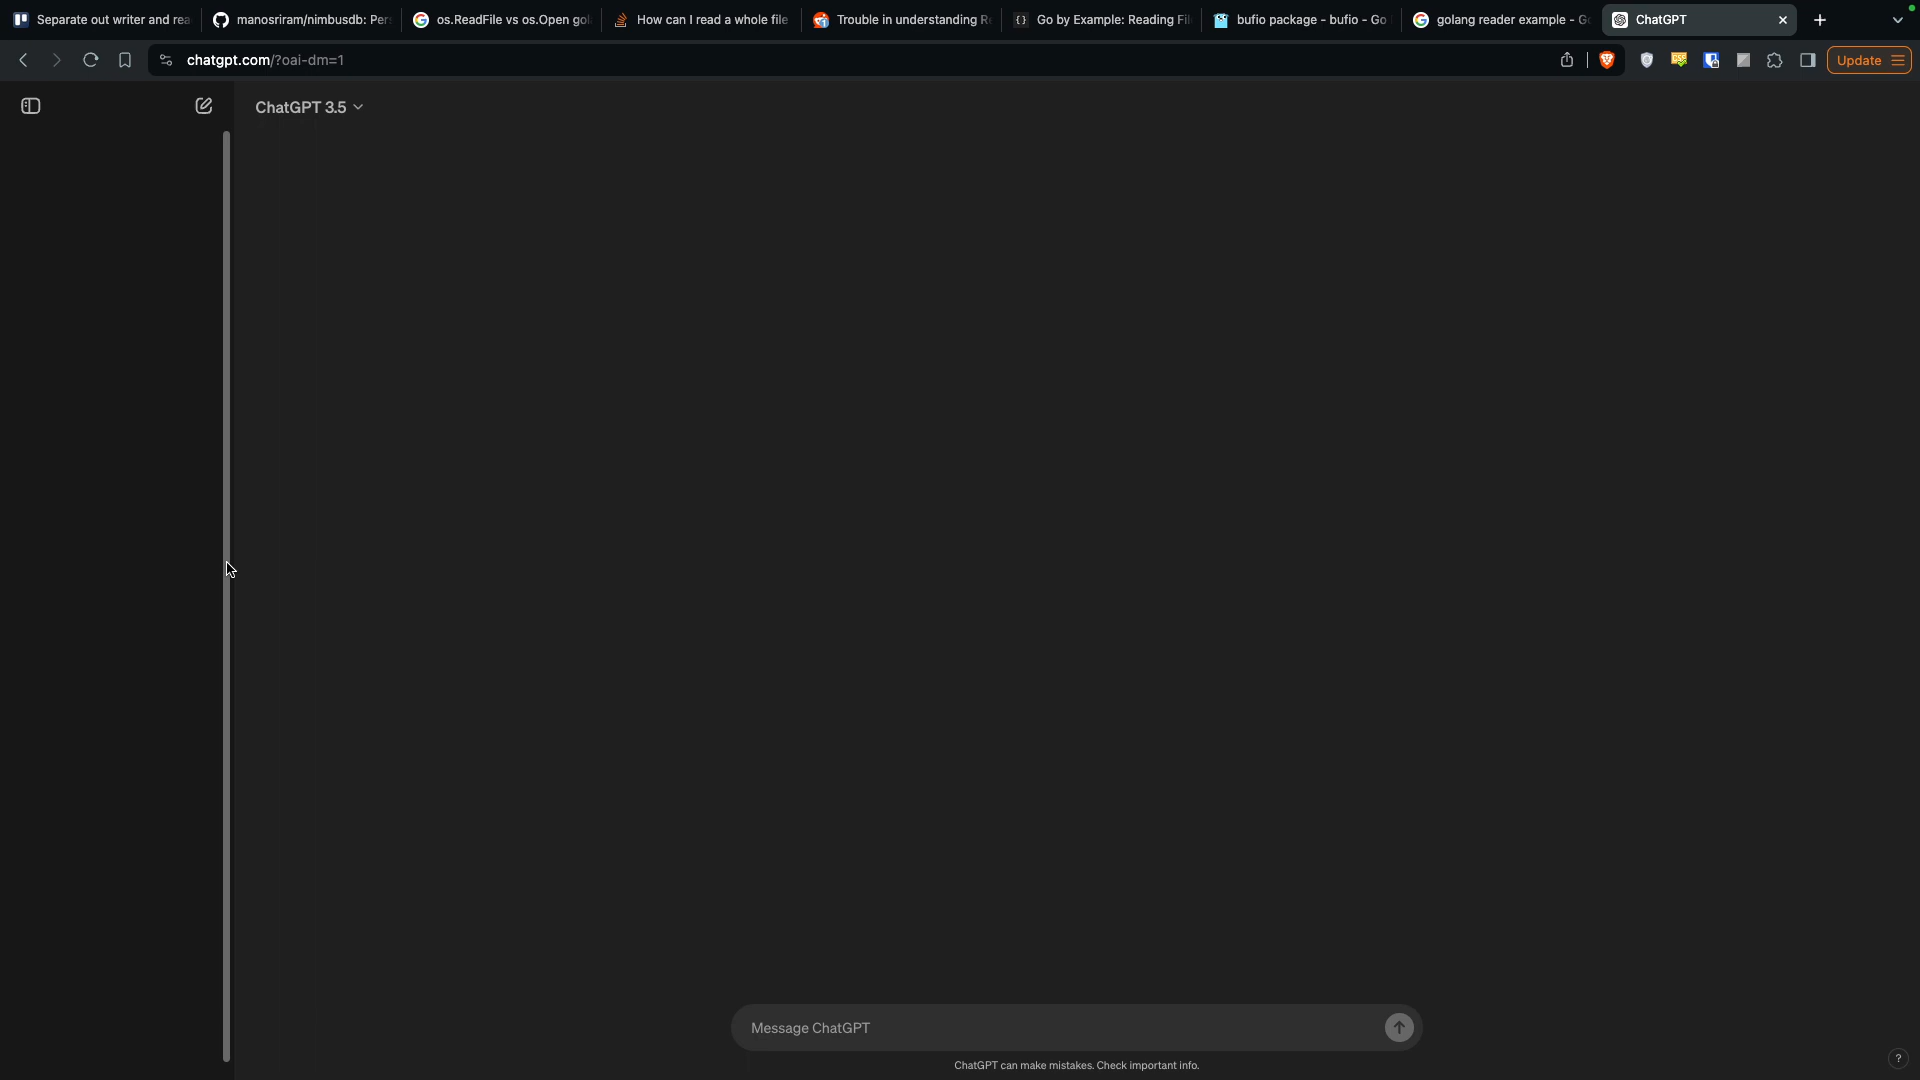 Separate out writer and rea
manosriram/nimbusdb: Per
os.ReadFile vs os.Open gol
How can I read a whole file
Trouble in understanding R
Go by Example: Reading Fil
bufio package - bufio - Go
golang reader example - Go
ChatGPT
chatgpt.com/?oai-dm=1
Update
ChatGPT 3.5
Message ChatGPT
ChatGPT can make mistakes. Check important info.
?